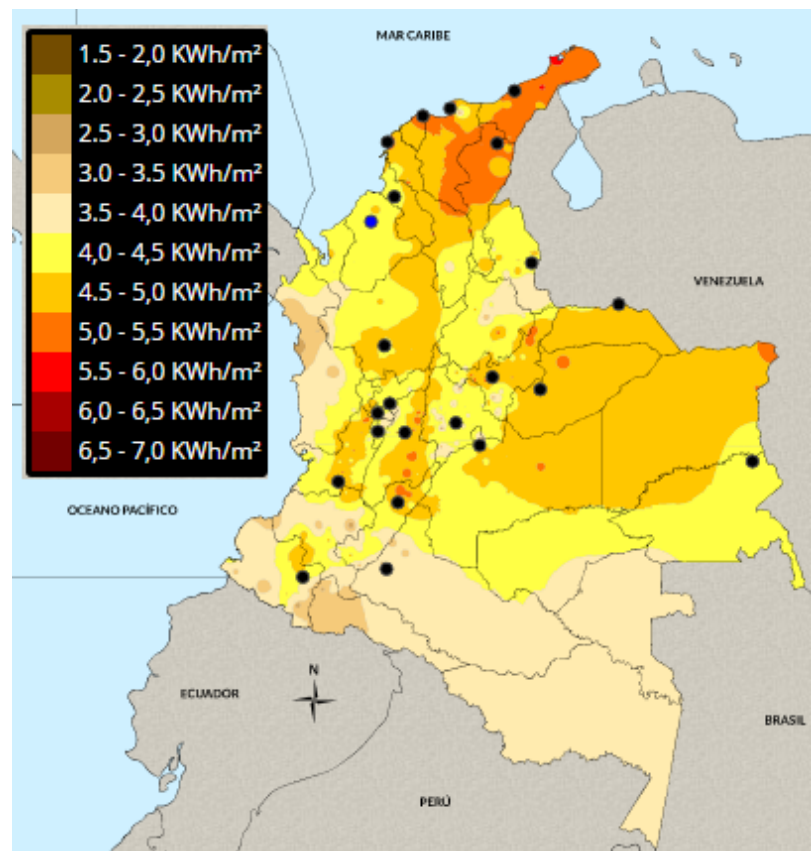 MAR CARIBE
1.5 - 2,0 KWh/m²
2.0 - 2,5 KWh/m²
2.5 - 3,0 KWh/m²
3.0 - 3.5 KWh/m²
3.5 - 4,0 KWh/m²
4,0 - 4,5 KWh/m²
4.5 - 5,0 KWh/m²
5,0 - 5,5 KWh/m²
5.5 - 6,0 KWh/m²
6,0 - 6,5 KWh/m²
6,5 - 7,0 KWh/m²
VENEZUELA
OCEANO PACÍFICO
N
ECUADOR
BRASIL
PERÚ